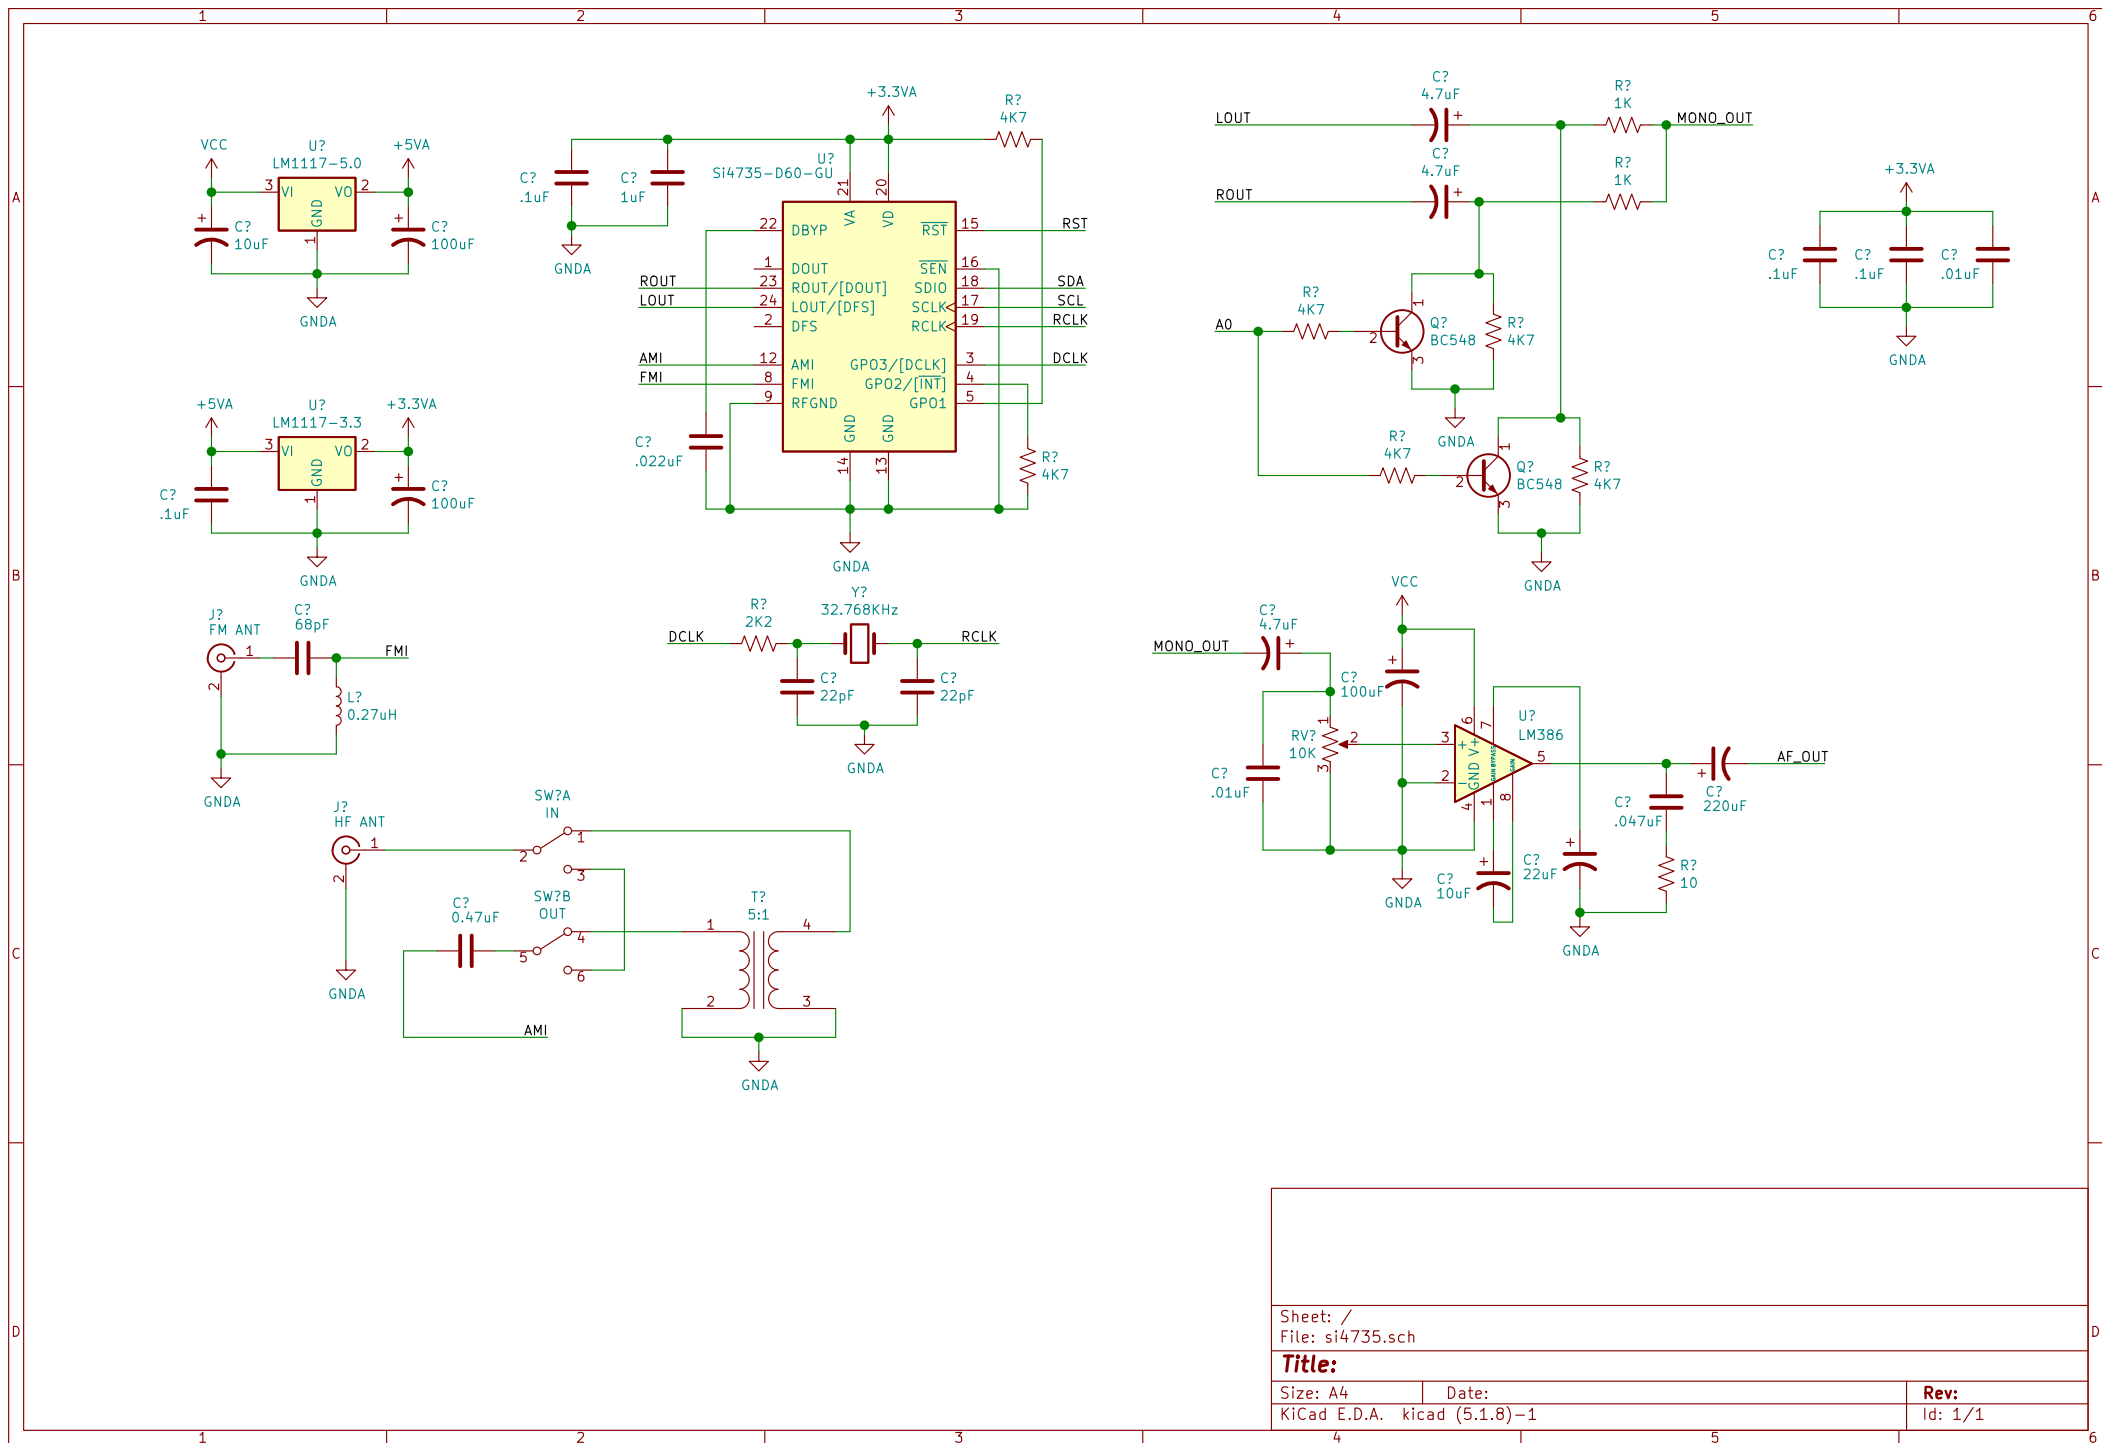 1 2 3 4 5 6
A
B
C
D
VCC
U?
LM1117-5.0
+5VA
3 VI VO 2
GND
1
C?
10uF
C?
100uF
GNDA
+5VA
U?
LM1117-3.3
+3.3VA
3 VI VO 2
GND
1
C?
.1uF
C?
100uF
GNDA
J?
FM ANT
1
2
C?
68pF
FMI
L?
0.27uH
GNDA
J?
HF ANT
1
2
GNDA
SW?A
IN
2
1
3
SW?B
OUT
5
4
6
C?
0.47uF
AMI
T?
5:1
1
4
2
3
GNDA
+3.3VA
R?
4K7
C?
.1uF
C?
1uF
GNDA
U?
Si4735-D60-GU
21
20
VA
VD
22 DBYP
RST 15
RST
1 DOUT
SEN 16
ROUT
23 ROUT/[DOUT]
SDIO 18
SDA
LOUT
24 LOUT/[DFS]
SCLK 17
SCL
2 DFS
RCLK 19
RCLK
AMI
12 AMI
GPO3/[DCLK] 3
DCLK
FMI
8 FMI
GPO2/[INT] 4
9 RFGND
GPO1 5
GND
GND
14
13
C?
.022uF
R?
4K7
GNDA
Y?
32.768KHz
DCLK
R?
2K2
RCLK
C?
22pF
C?
22pF
GNDA
LOUT
C?
4.7uF
R?
1K
MONO_OUT
ROUT
C?
4.7uF
R?
1K
A0
R?
4K7
1
2
3
Q?
BC548
R?
4K7
GNDA
R?
4K7
1
2
3
Q?
BC548
R?
4K7
GNDA
+3.3VA
C?
.1uF
C?
.1uF
C?
.01uF
GNDA
VCC
MONO_OUT
C?
4.7uF
C?
100uF
C?
.01uF
RV?
10K
1
2
3
U?
LM386
6
7
3
2
5
4
1
8
V+
GND
BYPASS
GAIN
GAIN
GNDA
C?
10uF
C?
22uF
GNDA
C?
.047uF
R?
10
C?
220uF
AF_OUT
Sheet: /
File: si4735.sch
Title:
Size: A4 Date: Rev:
KiCad E.D.A. kicad (5.1.8)-1 Id: 1/1
1 2 3 4 5 6
A
B
C
D